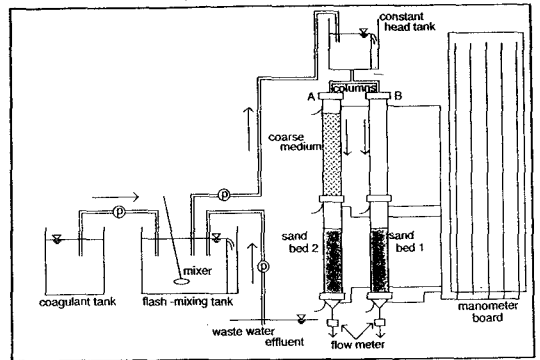 constant
head tank
columns
A
B
coarse
medium
p
p
p
sand
bed 2
sand
bed 1
mixer
coagulant tank
flash-mixing tank
waste water
effluent
flow meter
manometer
board